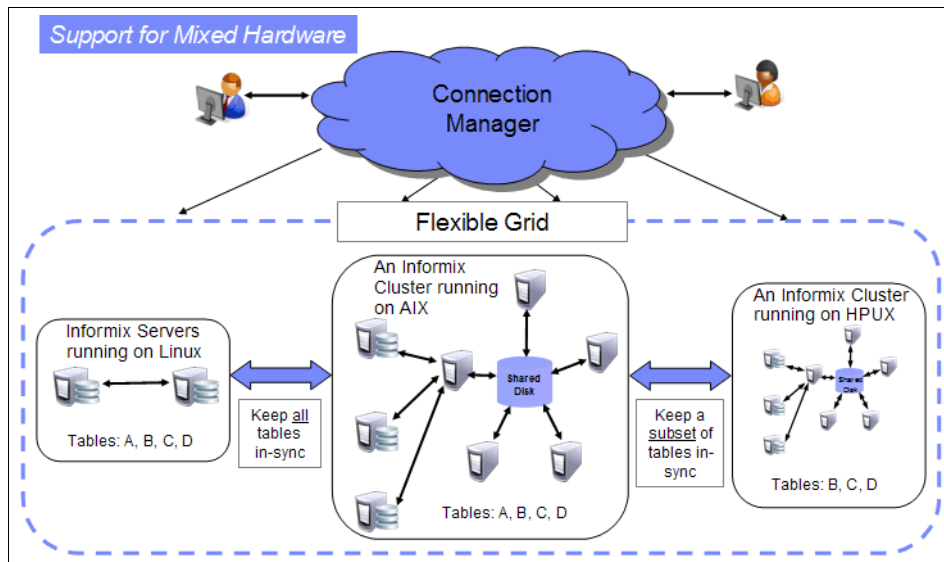 Support for Mixed Hardware
Connection
Manager
Flexible Grid
Informix Servers
running on Linux
Tables: A, B, C, D
Keep all
tables
in-sync
An Informix
Cluster running
on AIX
Shared
Disk
Tables: A, B, C, D
Keep a
subset of
tables in-
sync
An Informix Cluster
running on HPUX
Shared
Disk
Tables: B, C, D